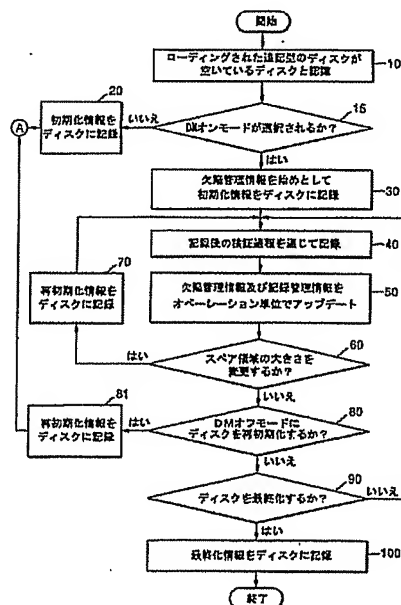 開始
ローディングされた追記型のディスクが
空いているディスクと認識
10
20
初期化情報を
ディスクに記録
A
いいえ
DMオンモードが選択されるか?
15
はい
欠陥管理情報を始めとして
初期化情報をディスクに記録
30
70
記録後の検証過程を通じて記録
40
再初期化情報を
ディスクに記録
欠陥管理情報及び記録管理情報を
オペレーション単位でアップデート
50
はい
スペア領域の大きさを
変更するか?
60
いいえ
81
再初期化情報を
ディスクに記録
はい
DMオフモードに
ディスクを再初期化するか?
80
いいえ
ディスクを最終化するか?
90
いいえ
はい
最終化情報をディスクに記録
100
終了